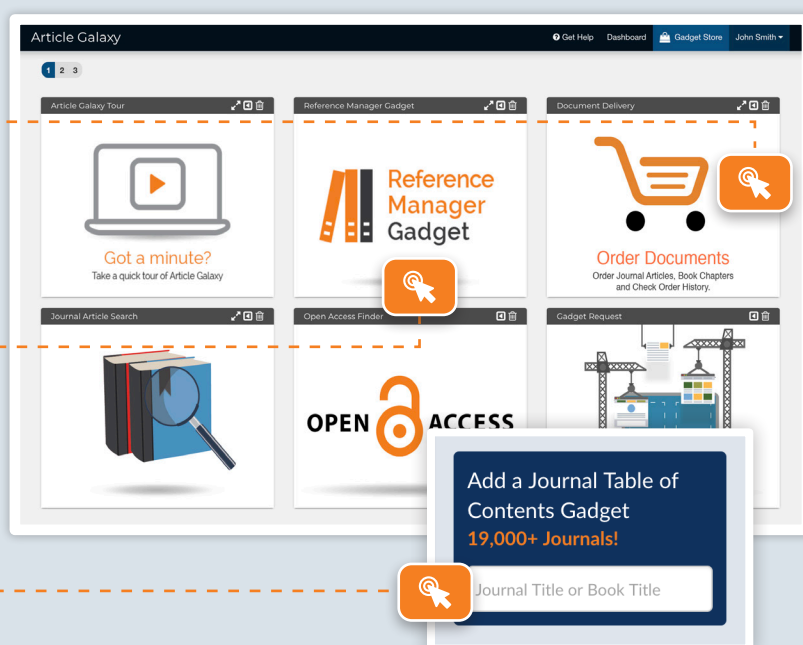 Article Galaxy
Get Help Dashboard Gadget Store John Smith
1 2 3
Article Galaxy Tour
Got a minute?
Take a quick tour of Article Galaxy
Reference Manager Gadget
Reference
Manager
Gadget
Document Delivery
Order Documents
Order Journal Articles, Book Chapters
and Check Order History.
Journal Article Search
Open Access Finder
OPEN ACCESS
Gadget Request
Add a Journal Table of
Contents Gadget
19,000+ Journals!
Journal Title or Book Title